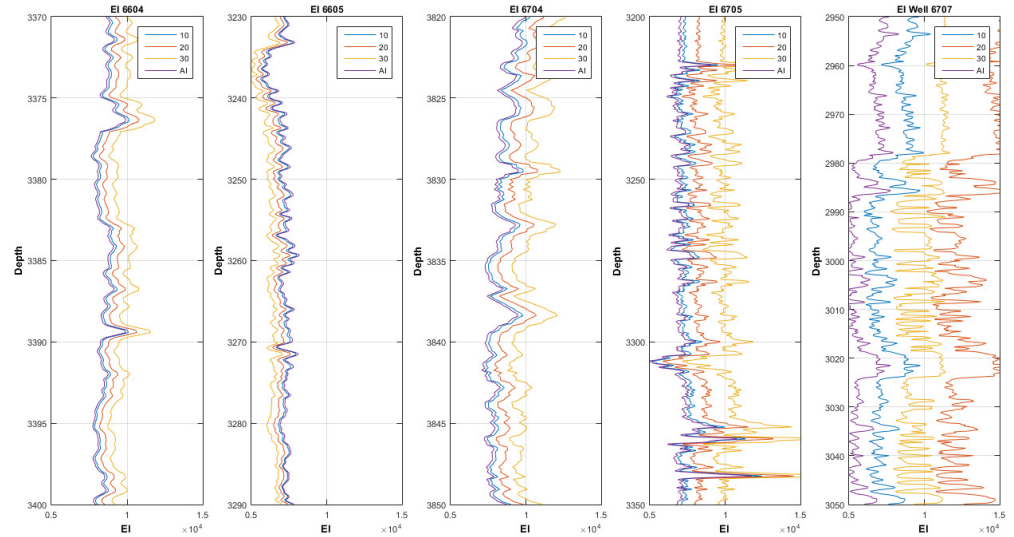 EI 6604
3370
3375
3380
3385
3390
3395
3400
Depth
0.5 1 1.5
EI
×10⁴
10
20
30
AI
EI 6605
3230
3240
3250
3260
3270
3280
3290
Depth
0.5 1 1.5
EI
×10⁴
10
20
30
AI
EI 6704
3820
3825
3830
3835
3840
3845
3850
Depth
0.5 1 1.5
EI
×10⁴
10
20
30
AI
EI 6705
3200
3250
3300
3350
Depth
0.5 1 1.5
EI
×10⁴
10
20
30
AI
EI Well 6707
2950
2960
2970
2980
2990
3000
3010
3020
3030
3040
3050
Depth
0.5 1 1.5
EI
×10⁴
10
20
30
AI